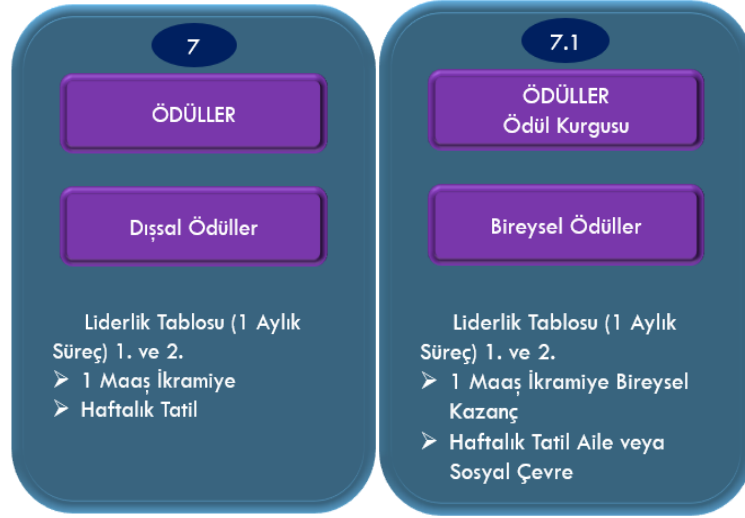 7
ÖDÜLLER
Dışsal Ödüller
Liderlik Tablosu (1 Aylık
Süreç) 1. ve 2.
➢ 1 Maaş İkramiye
➢ Haftalık Tatil
7.1
ÖDÜLLER
Ödül Kurgusu
Bireysel Ödüller
Liderlik Tablosu (1 Aylık
Süreç) 1. ve 2.
➢ 1 Maaş İkramiye Bireysel
Kazanç
➢ Haftalık Tatil Aile veya
Sosyal Çevre